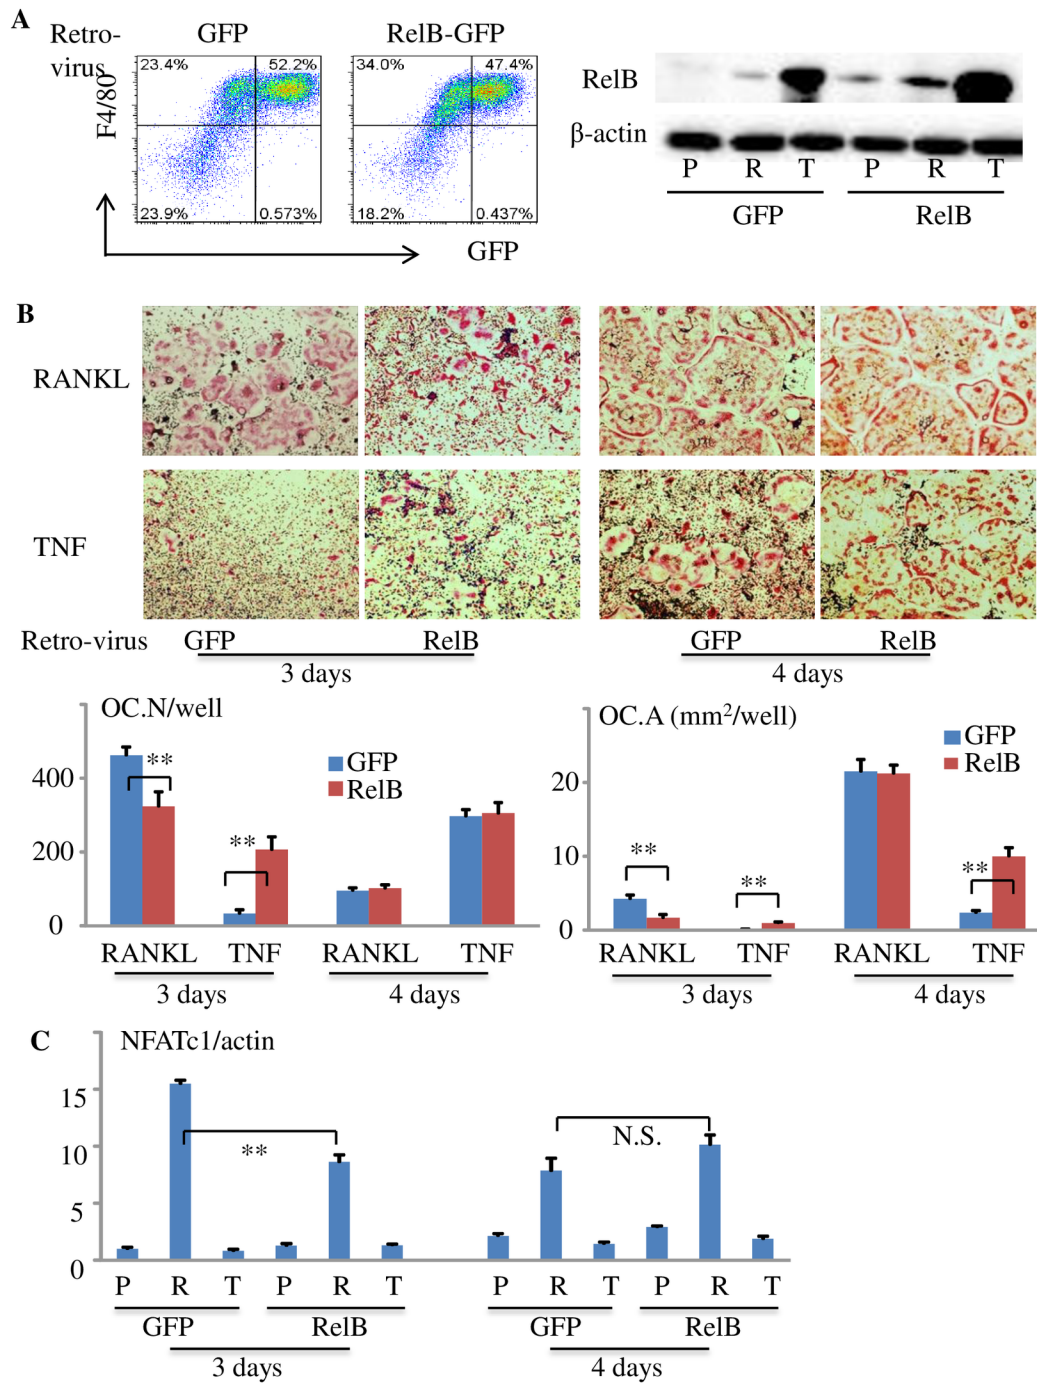 A
Retro-
virus
GFP
RelB-GFP
F4/80
23.4%
52.2%
23.9%
0.573%
34.0%
47.4%
18.2%
0.437%
GFP
RelB
β-actin
P R T P R T
GFP RelB
B
RANKL
TNF
Retro-virus GFP RelB GFP RelB
3 days 4 days
OC.N/well
400
200
0
**
**
GFP
RelB
RANKL TNF RANKL TNF
3 days 4 days
OC.A (mm²/well)
20
10
0
**
**
**
GFP
RelB
RANKL TNF RANKL TNF
3 days 4 days
C
NFATc1/actin
15
10
5
0
**
N.S.
P R T P R T P R T P R T
GFP RelB GFP RelB
3 days 4 days